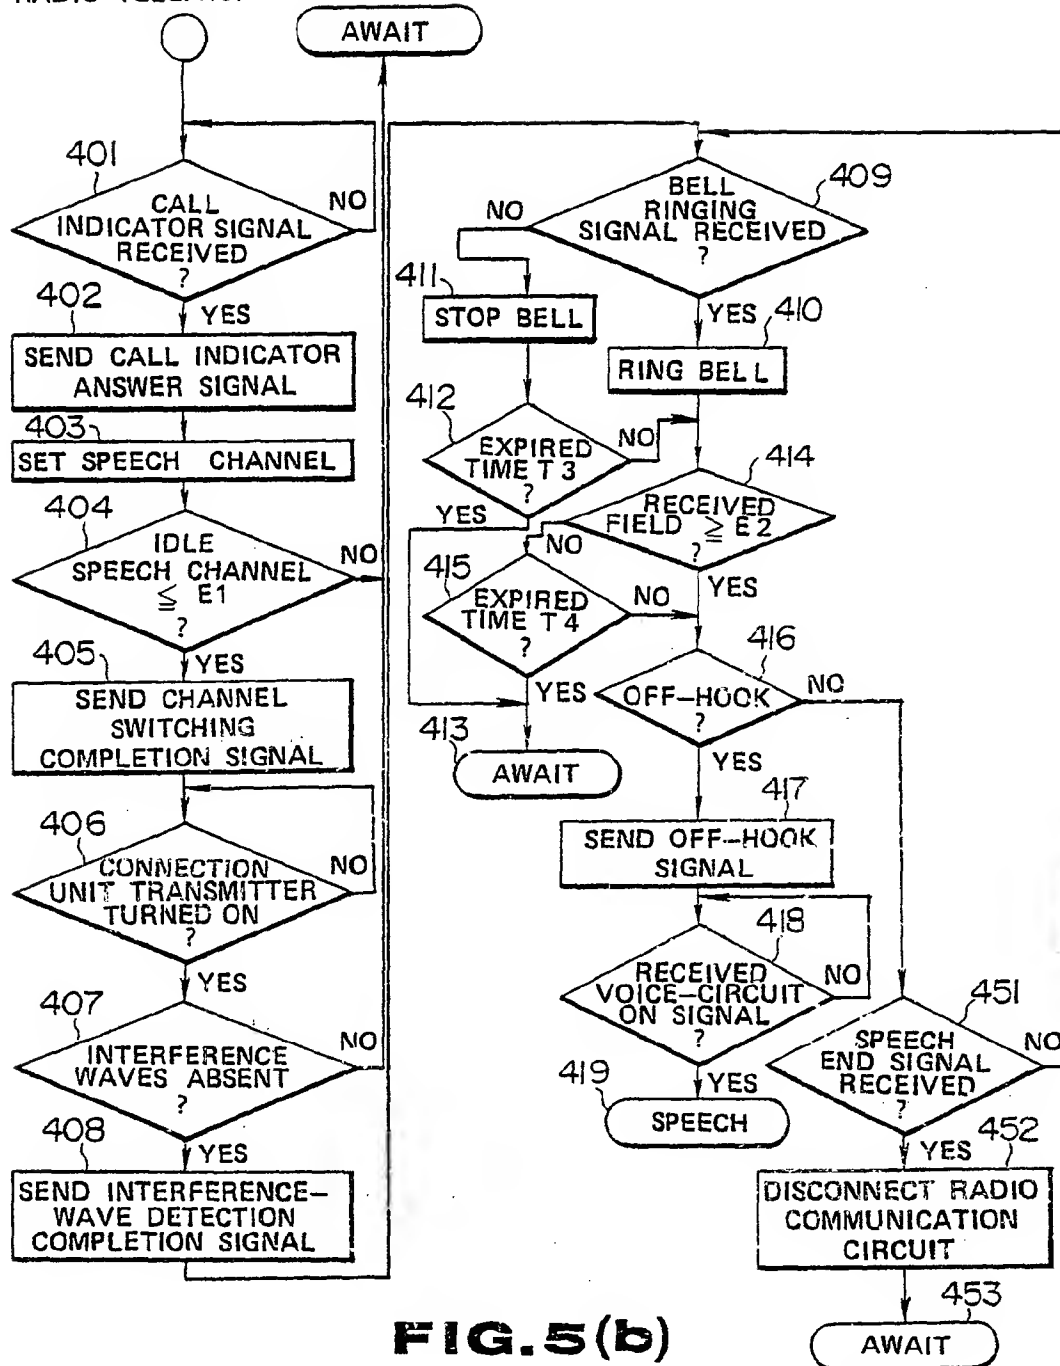 AWAIT
401
CALL
INDICATOR SIGNAL
RECEIVED
?
NO
YES
402
SEND CALL INDICATOR
ANSWER SIGNAL
403
SET SPEECH CHANNEL
404
IDLE
SPEECH CHANNEL
≦ E1
?
NO
YES
405
SEND CHANNEL
SWITCHING
COMPLETION SIGNAL
406
CONNECTION
UNIT TRANSMITTER
TURNED ON
?
NO
YES
407
INTERFERENCE
WAVES ABSENT
?
NO
YES
408
SEND INTERFERENCE-
WAVE DETECTION
COMPLETION SIGNAL
409
BELL
RINGING
SIGNAL RECEIVED
?
NO
YES
410
RING BELL
411
STOP BELL
412
EXPIRED
TIME T3
?
NO
YES
414
RECEIVED
FIELD ≧ E2
?
NO
YES
415
EXPIRED
TIME T4
?
NO
YES
413
AWAIT
416
OFF-HOOK
?
NO
YES
417
SEND OFF-HOOK
SIGNAL
418
RECEIVED
VOICE-CIRCUIT
ON SIGNAL
?
NO
YES
419
SPEECH
451
SPEECH
END SIGNAL
RECEIVED
?
NO
YES
452
DISCONNECT RADIO
COMMUNICATION
CIRCUIT
453
AWAIT
FIG.5(b)